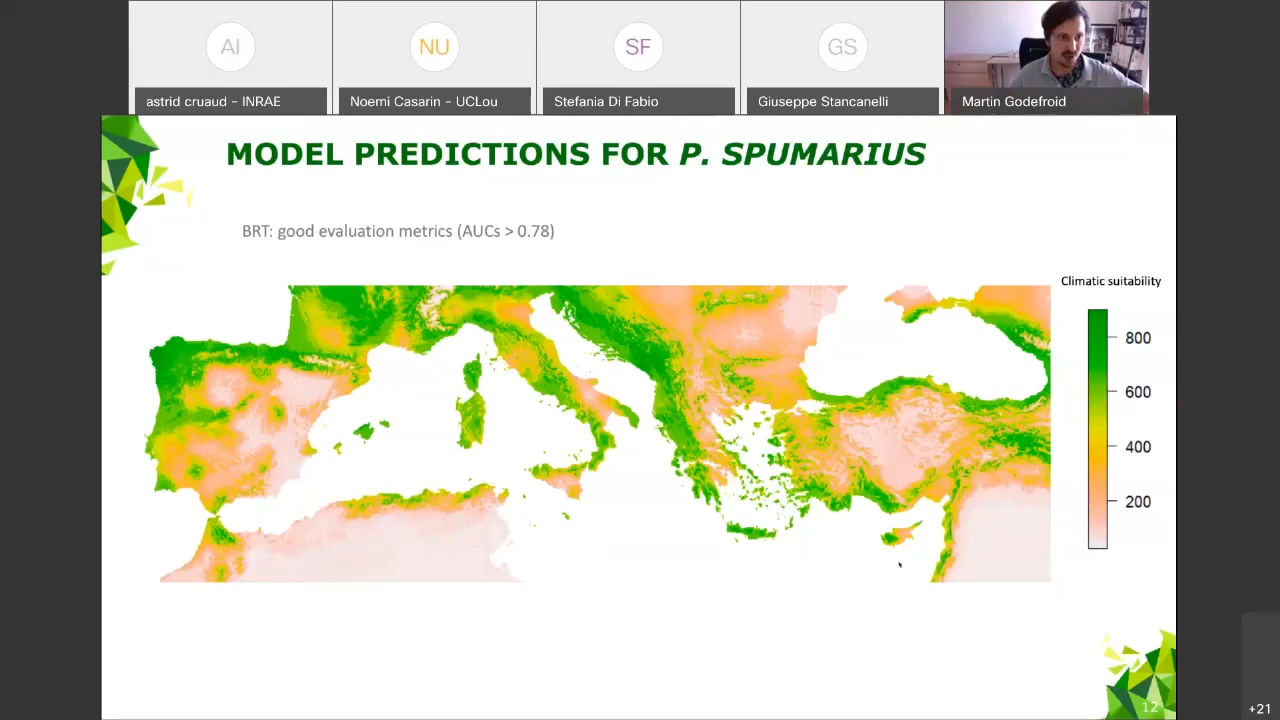 AI
NU
SF
GS
astrid cruaud - INRAE
Noemi Casarin - UCLou
Stefania Di Fabio
Giuseppe Stancanelli
Martin Godefroid
MODEL PREDICTIONS FOR P. SPUMARIUS
BRT: good evaluation metrics (AUCs > 0.78)
Climatic suitability
800
600
400
200
12
+21